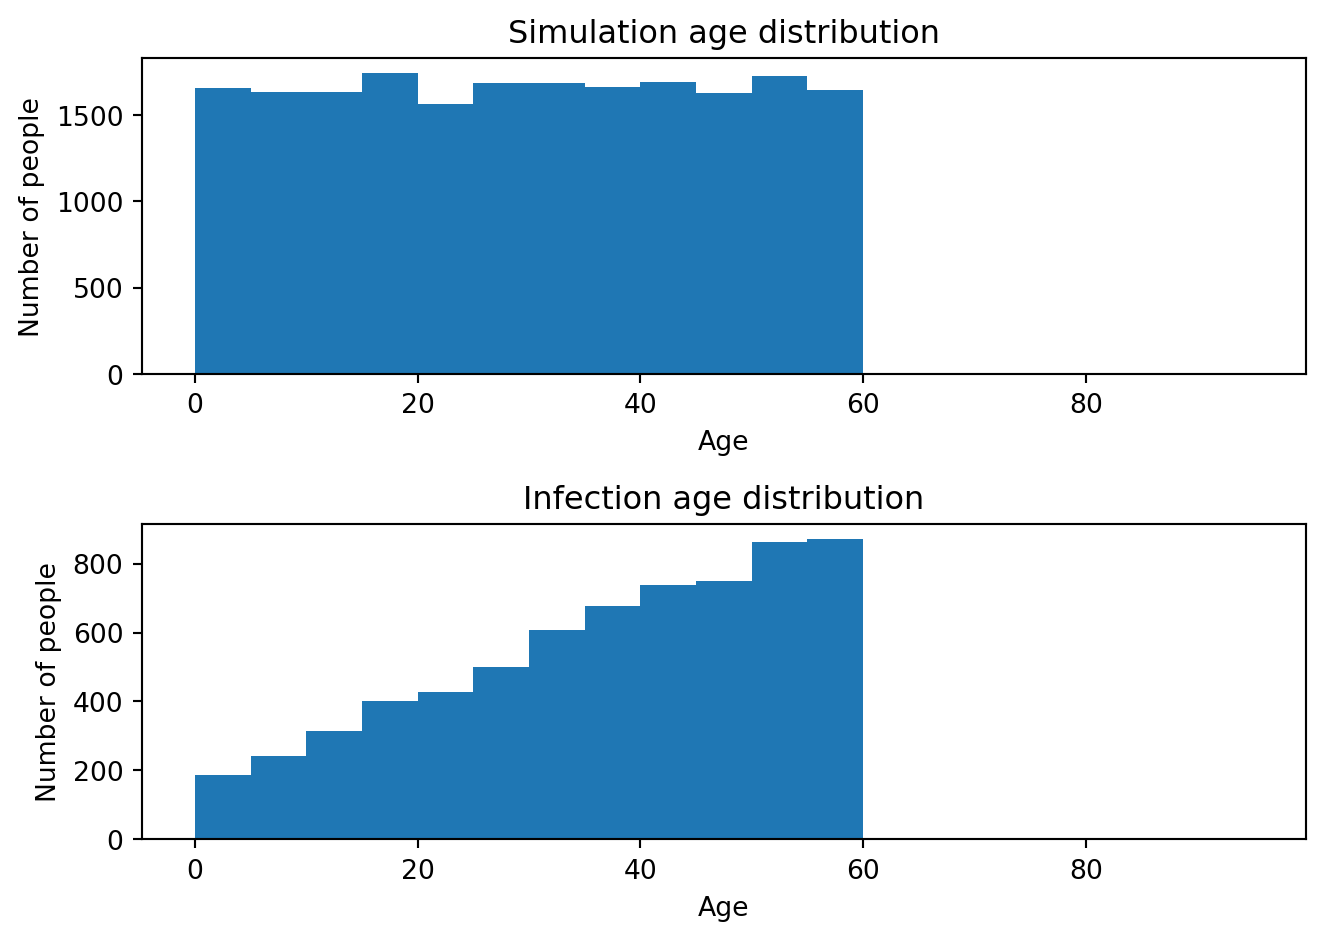 Simulation age distribution
Number of people
1500
1000
500
0
0 20 40 60 80
Age
Infection age distribution
Number of people
800
600
400
200
0
0 20 40 60 80
Age